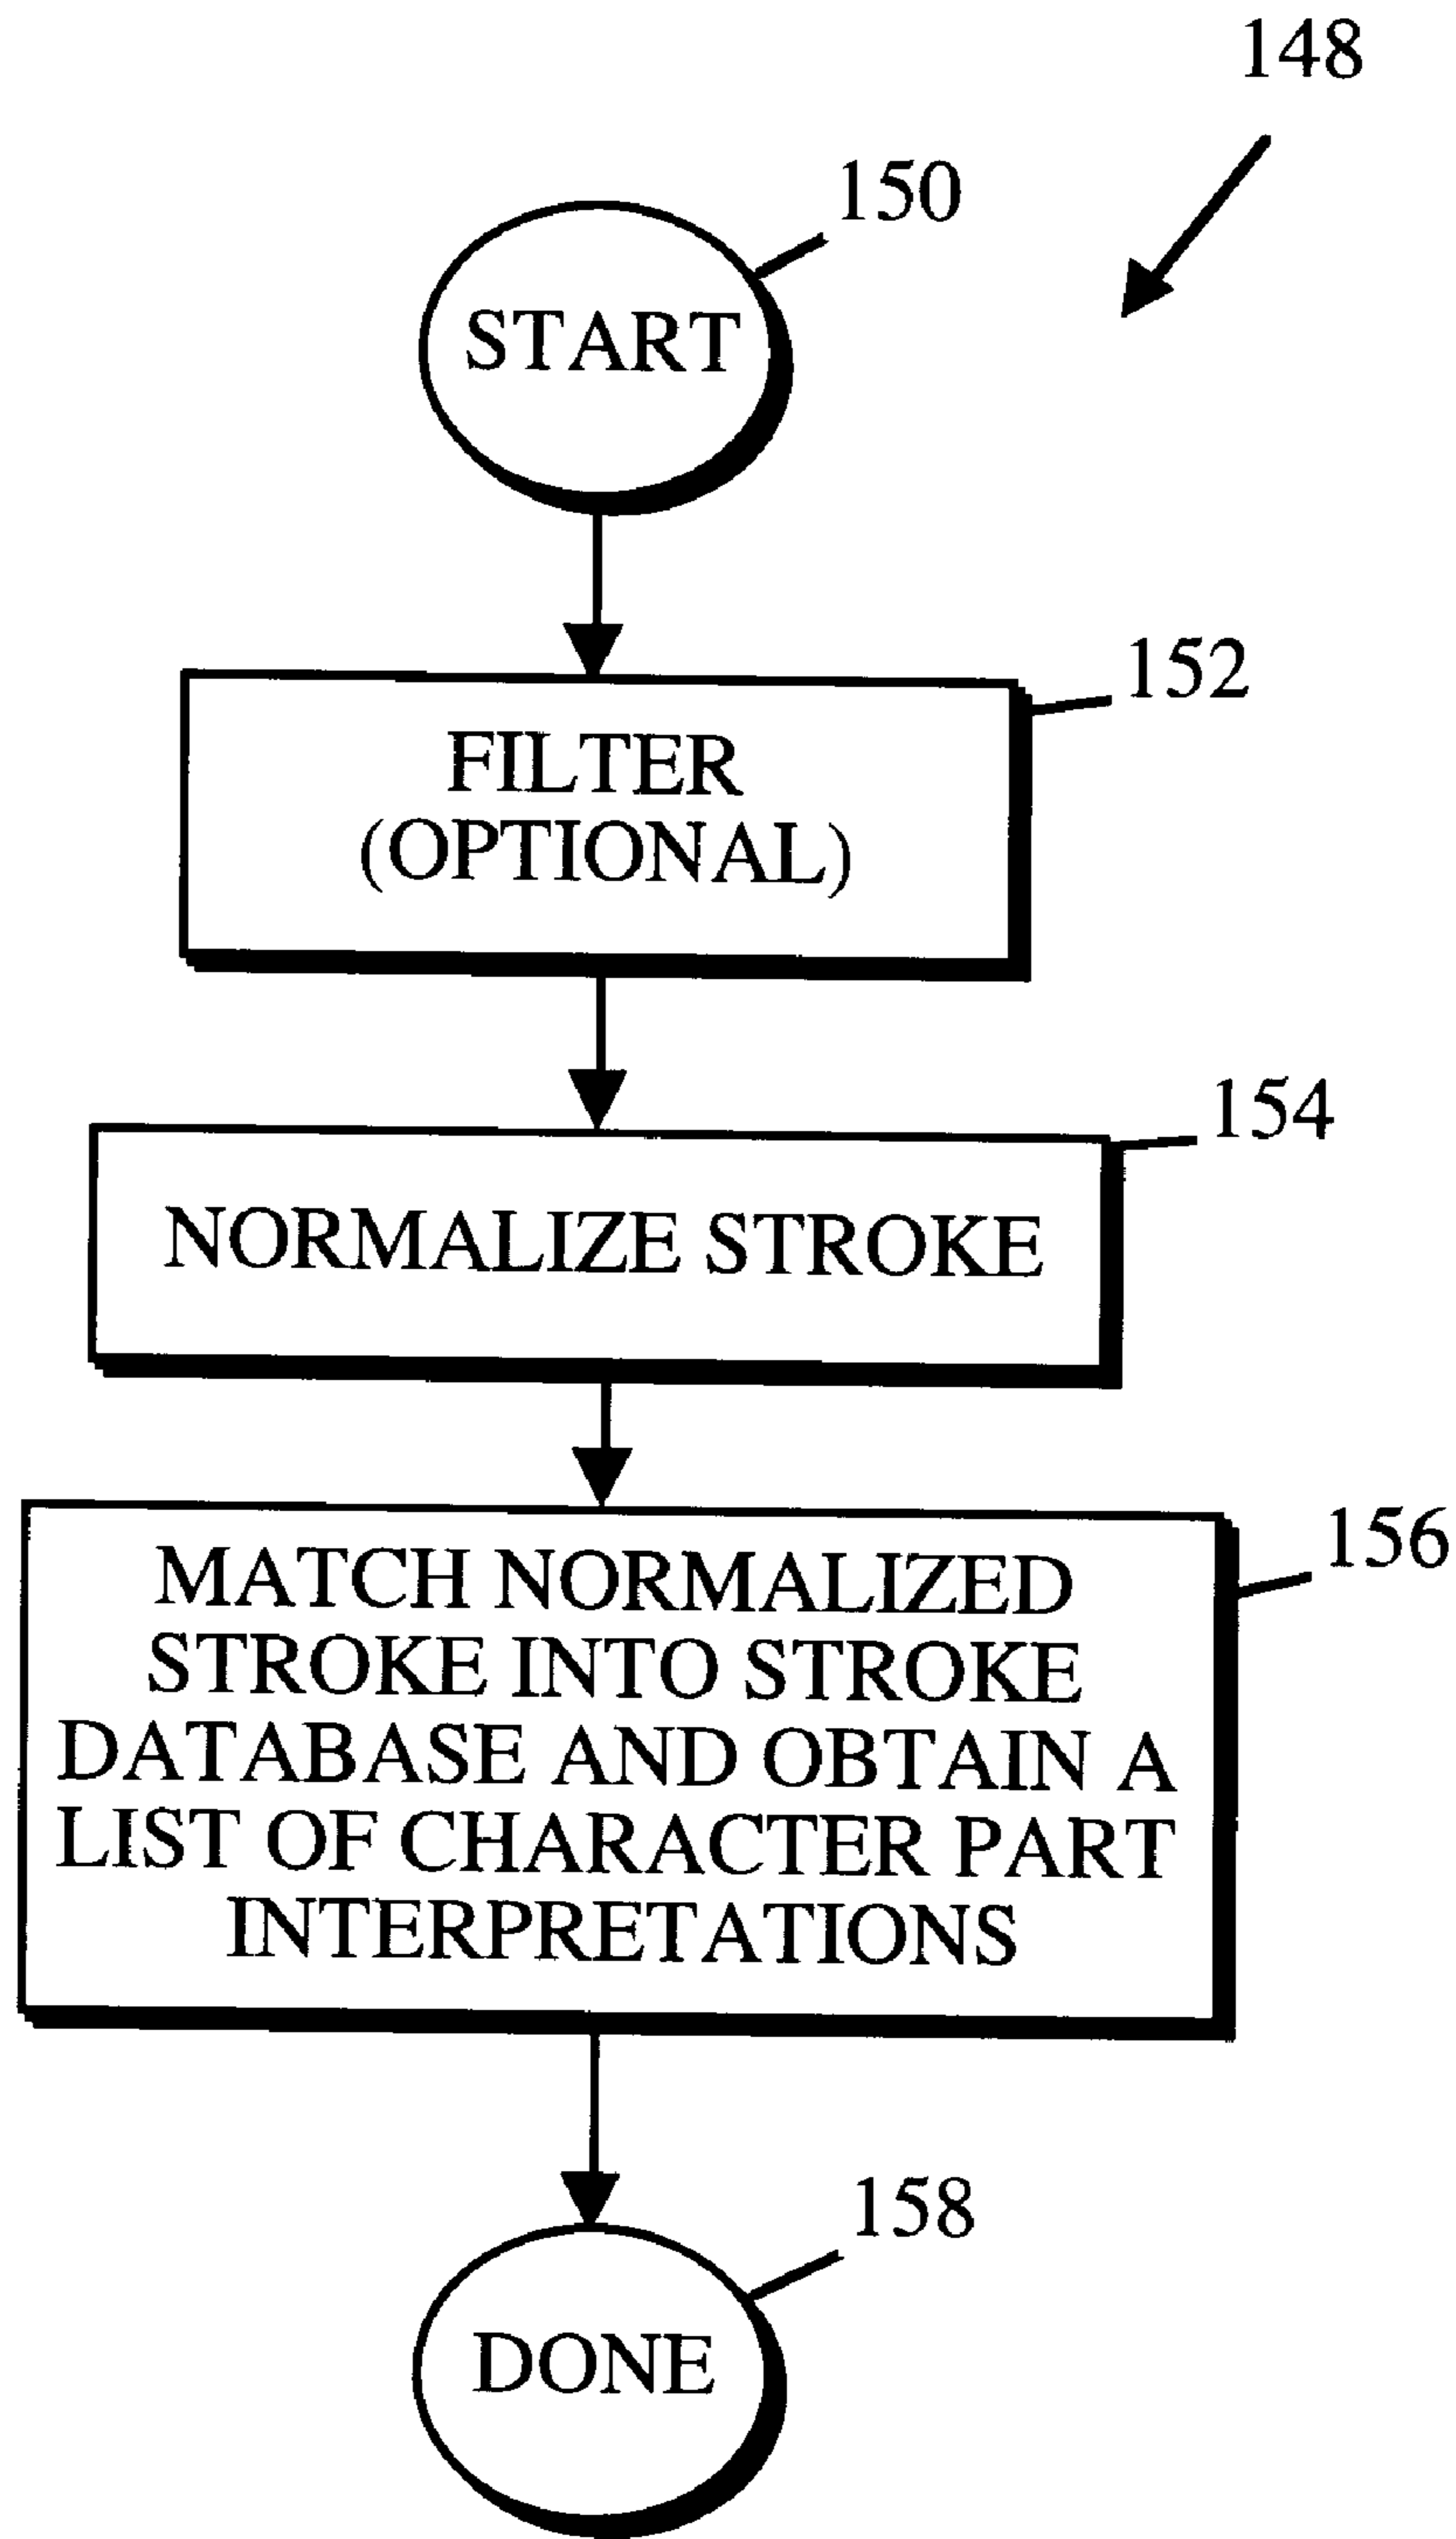 148
150
START
152
FILTER
(OPTIONAL)
154
NORMALIZE STROKE
156
MATCH NORMALIZED
STROKE INTO STROKE
DATABASE AND OBTAIN A
LIST OF CHARACTER PART
INTERPRETATIONS
158
DONE